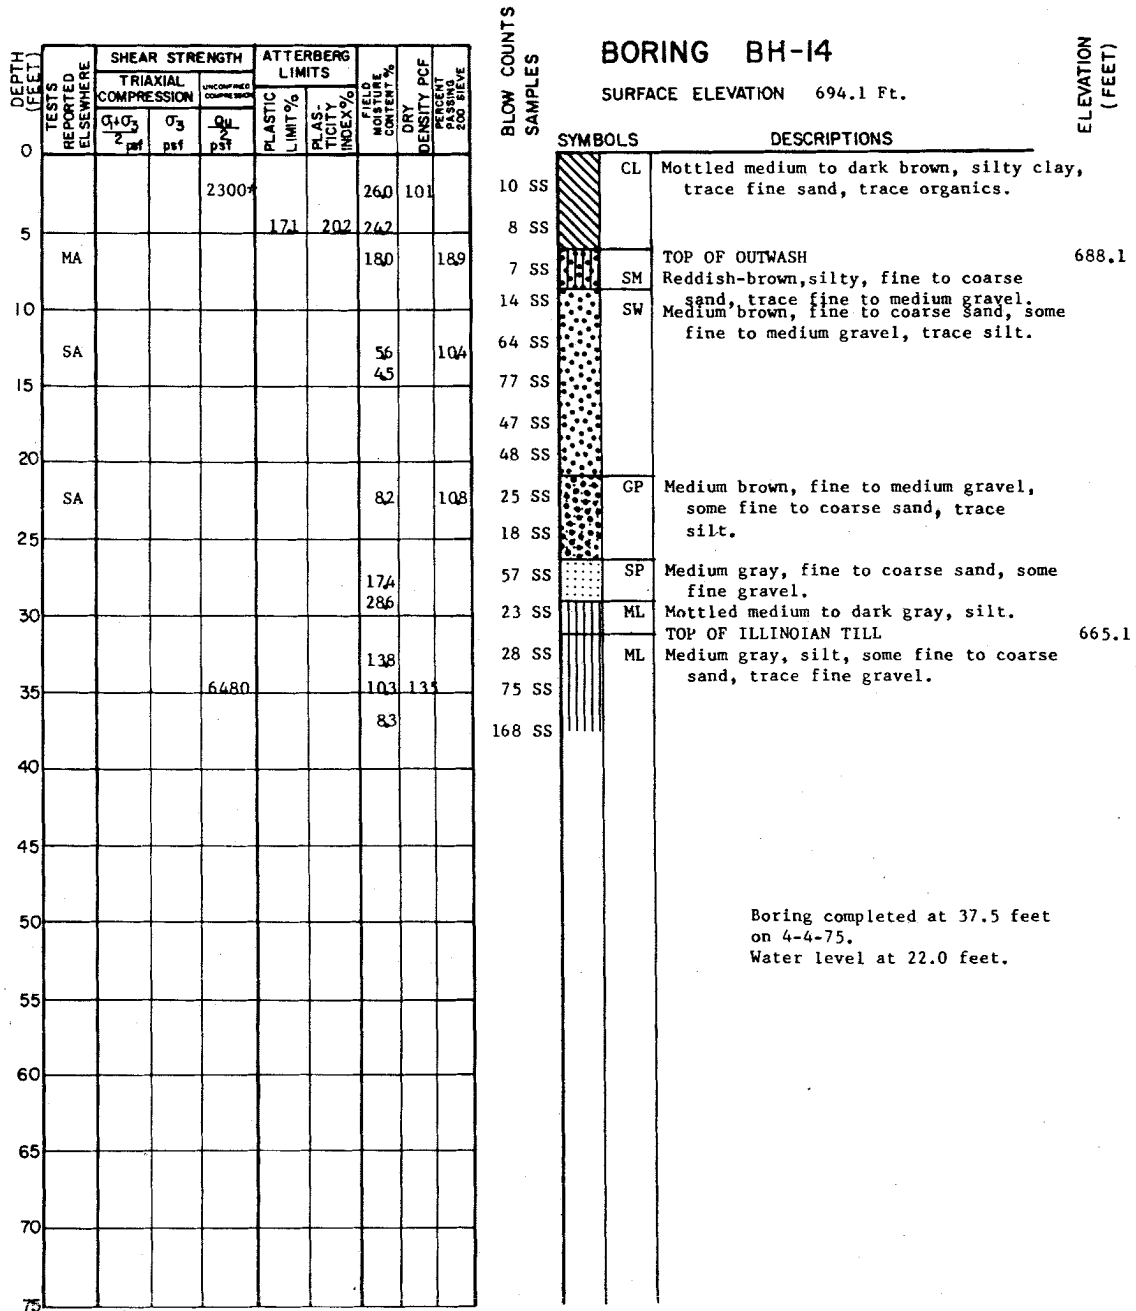 BORING BH-14
SURFACE ELEVATION 694.1 Ft.
DEPTH (FEET)
TESTS REPORTED ELSEWHERE
SHEAR STRENGTH
TRIAXIAL COMPRESSION
UNCONFINED COMPRESSION
σ1+σ3 / 2 psf
σ3 psf
Qu / 2 psf
ATTERBERG LIMITS
PLASTIC LIMIT%
PLAS-TICITY INDEX%
FIELD MOISTURE CONTENT%
DRY DENSITY PCF
PERCENT PASSING 200 SIEVE
BLOW COUNTS
SAMPLES
SYMBOLS
DESCRIPTIONS
ELEVATION (FEET)
0
2300* 26.0 101
17.1 20.2 24.2
5
MA 18.0 18.9
10
SA 5.6 10.4
4.5
15
20
SA 8.2 10.8
25
17.4
28.6
30
13.8
35 6480 10.3 135
8.3
40
45
50
55
60
65
70
75
10 SS
8 SS
7 SS
14 SS
64 SS
77 SS
47 SS
48 SS
25 SS
18 SS
57 SS
23 SS
28 SS
75 SS
168 SS
CL Mottled medium to dark brown, silty clay,
trace fine sand, trace organics.
TOP OF OUTWASH 688.1
SM Reddish-brown,silty, fine to coarse
sand, trace fine to medium gravel.
SW Medium brown, fine to coarse sand, some
fine to medium gravel, trace silt.
GP Medium brown, fine to medium gravel,
some fine to coarse sand, trace
silt.
SP Medium gray, fine to coarse sand, some
fine gravel.
ML Mottled medium to dark gray, silt.
TOP OF ILLINOIAN TILL 665.1
ML Medium gray, silt, some fine to coarse
sand, trace fine gravel.
Boring completed at 37.5 feet
on 4-4-75.
Water level at 22.0 feet.